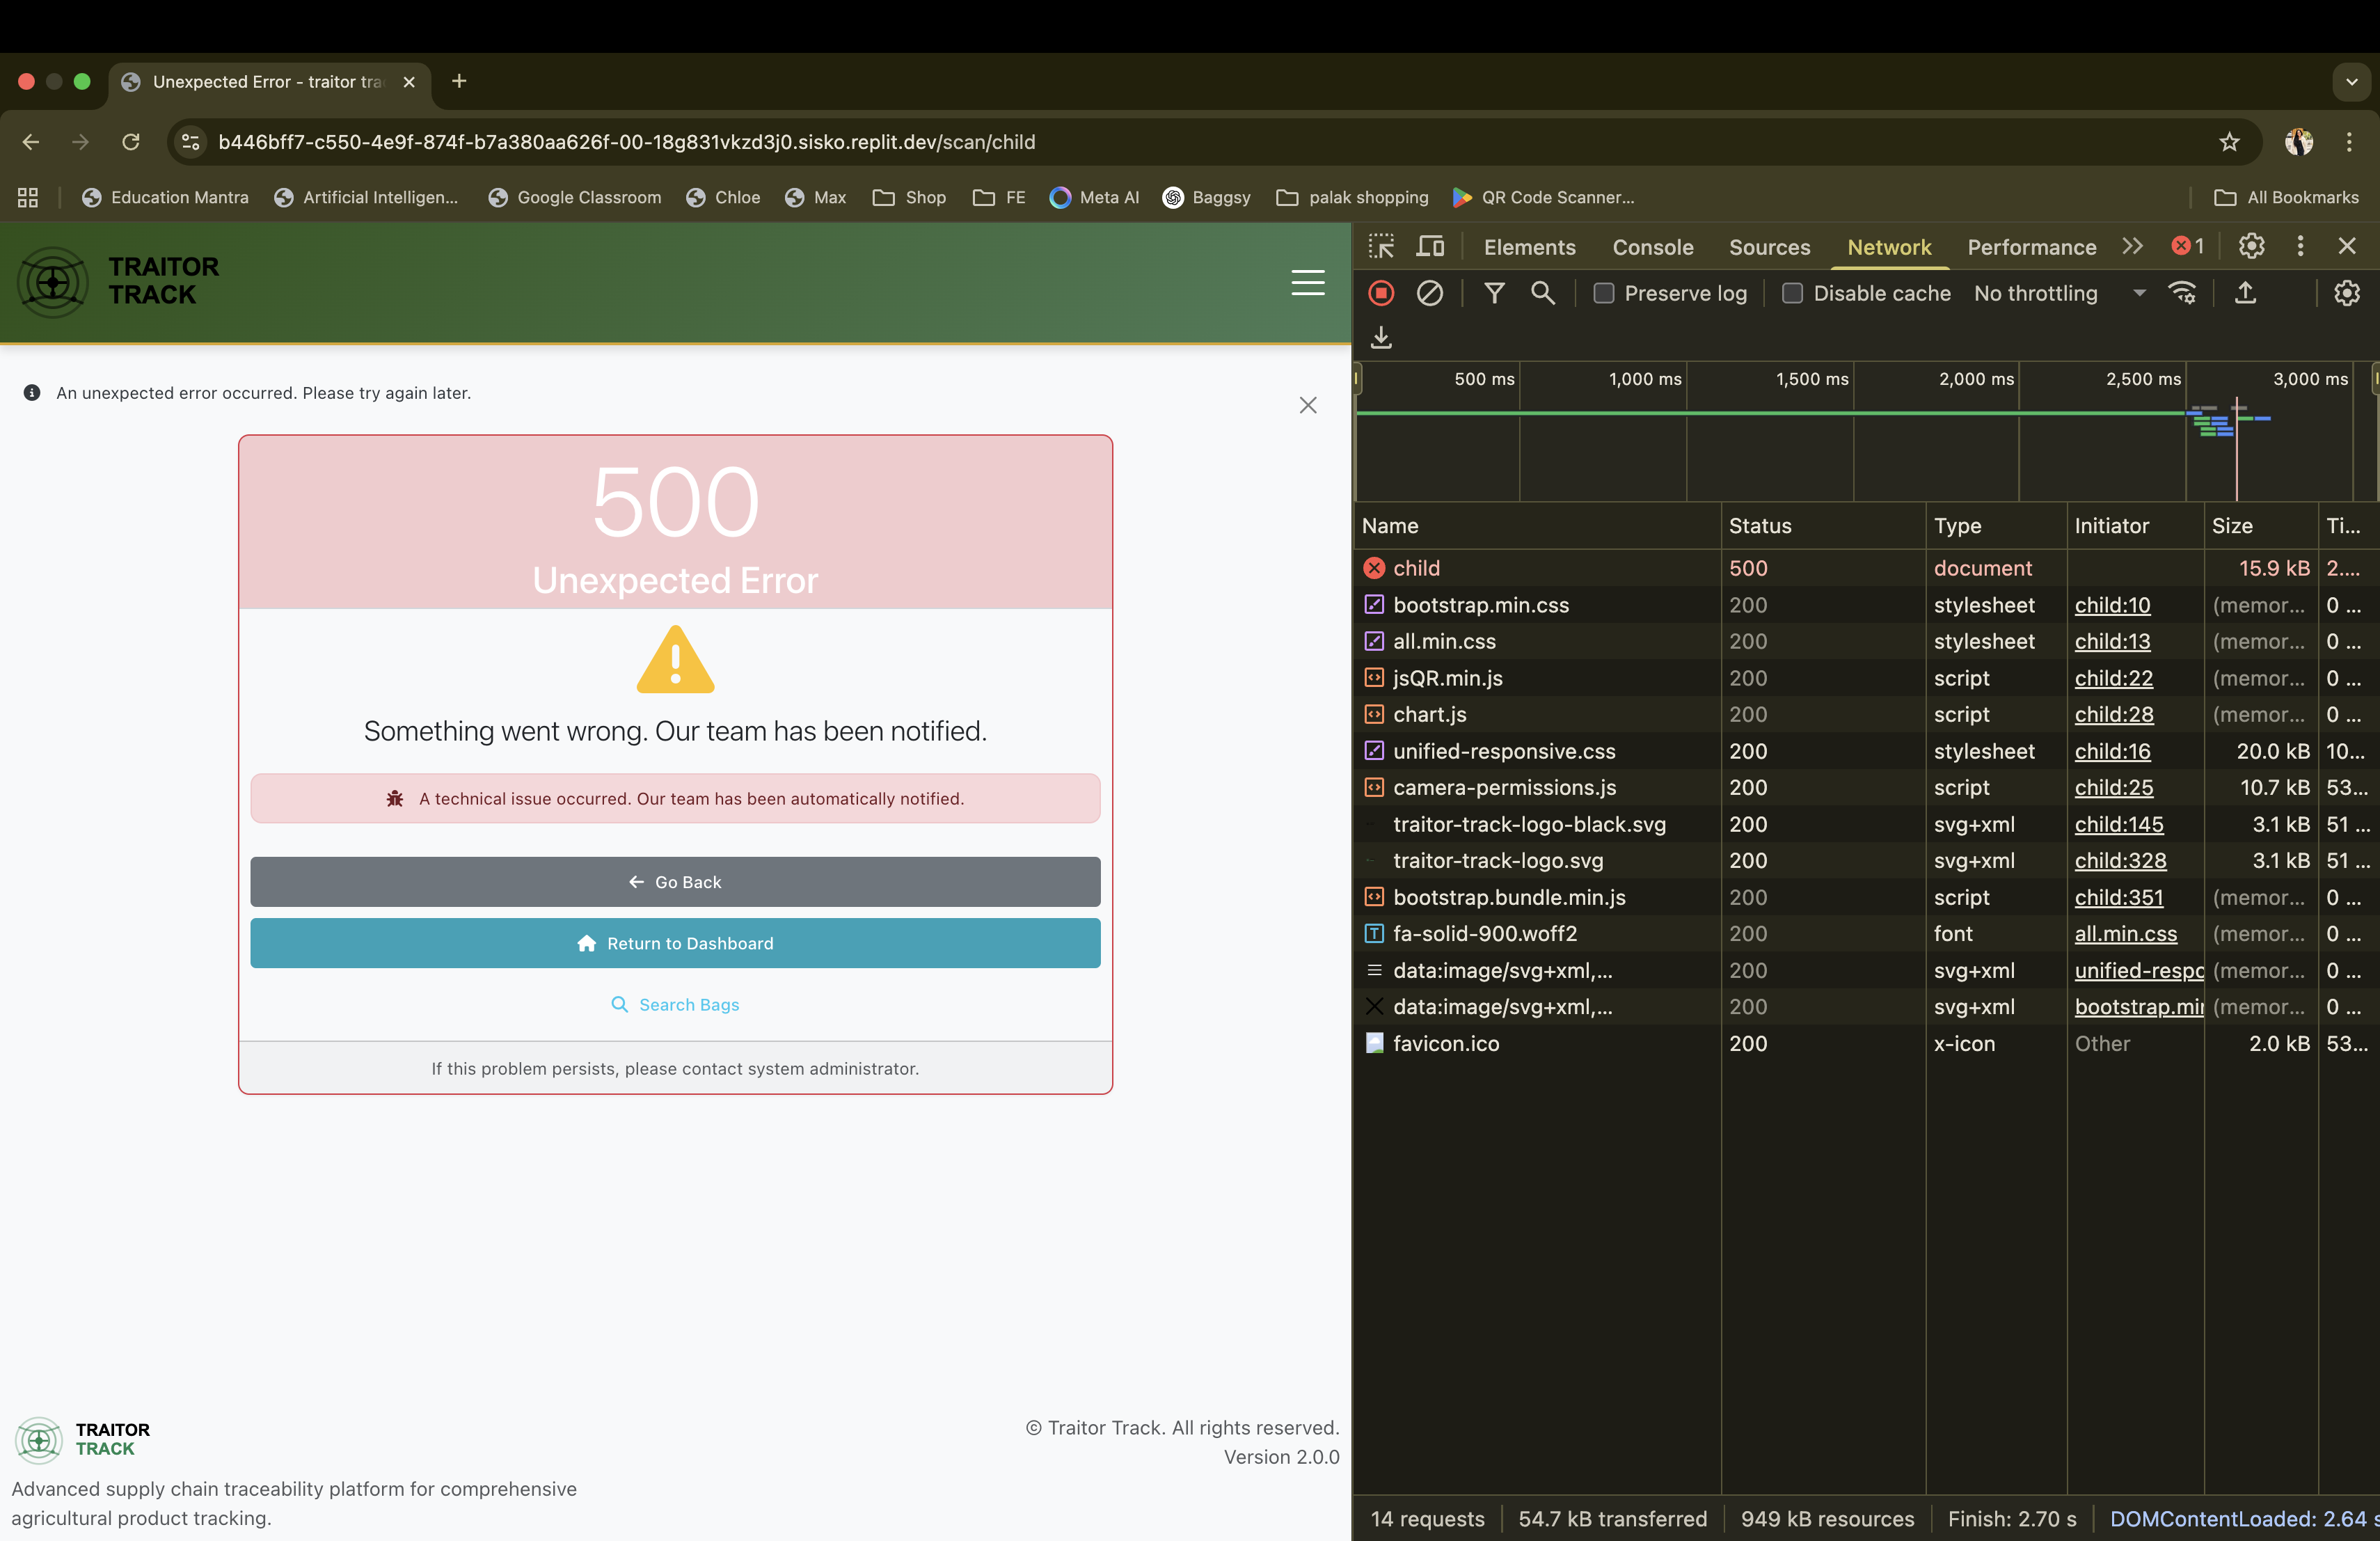 Unexpected Error - traitor tra
b446bff7-c550-4e9f-874f-b7a380aa626f-00-18g831vkzd3j0.sisko.replit.dev/scan/child
Education Mantra
Artificial Intelligen...
Google Classroom
Chloe
Max
Shop
FE
Meta AI
Baggsy
palak shopping
QR Code Scanner...
All Bookmarks
TRAITOR
TRACK
An unexpected error occurred. Please try again later.
500
Unexpected Error
Something went wrong. Our team has been notified.
A technical issue occurred. Our team has been automatically notified.
Go Back
Return to Dashboard
Search Bags
If this problem persists, please contact system administrator.
TRAITOR
TRACK
Advanced supply chain traceability platform for comprehensive
agricultural product tracking.
© Traitor Track. All rights reserved.
Version 2.0.0
Elements Console Sources Network Performance 1
Preserve log Disable cache No throttling
500 ms 1,000 ms 1,500 ms 2,000 ms 2,500 ms 3,000 ms
Name Status Type Initiator Size Ti...
child 500 document 15.9 kB 2....
bootstrap.min.css 200 stylesheet child:10 (memor... 0 ...
all.min.css 200 stylesheet child:13 (memor... 0 ...
jsQR.min.js 200 script child:22 (memor... 0 ...
chart.js 200 script child:28 (memor... 0 ...
unified-responsive.css 200 stylesheet child:16 20.0 kB 10...
camera-permissions.js 200 script child:25 10.7 kB 53...
traitor-track-logo-black.svg 200 svg+xml child:145 3.1 kB 51 ...
traitor-track-logo.svg 200 svg+xml child:328 3.1 kB 51 ...
bootstrap.bundle.min.js 200 script child:351 (memor... 0 ...
fa-solid-900.woff2 200 font all.min.css (memor... 0 ...
data:image/svg+xml,... 200 svg+xml unified-respo (memor... 0 ...
data:image/svg+xml,... 200 svg+xml bootstrap.min (memor... 0 ...
favicon.ico 200 x-icon Other 2.0 kB 53...
14 requests 54.7 kB transferred 949 kB resources Finish: 2.70 s DOMContentLoaded: 2.64 s